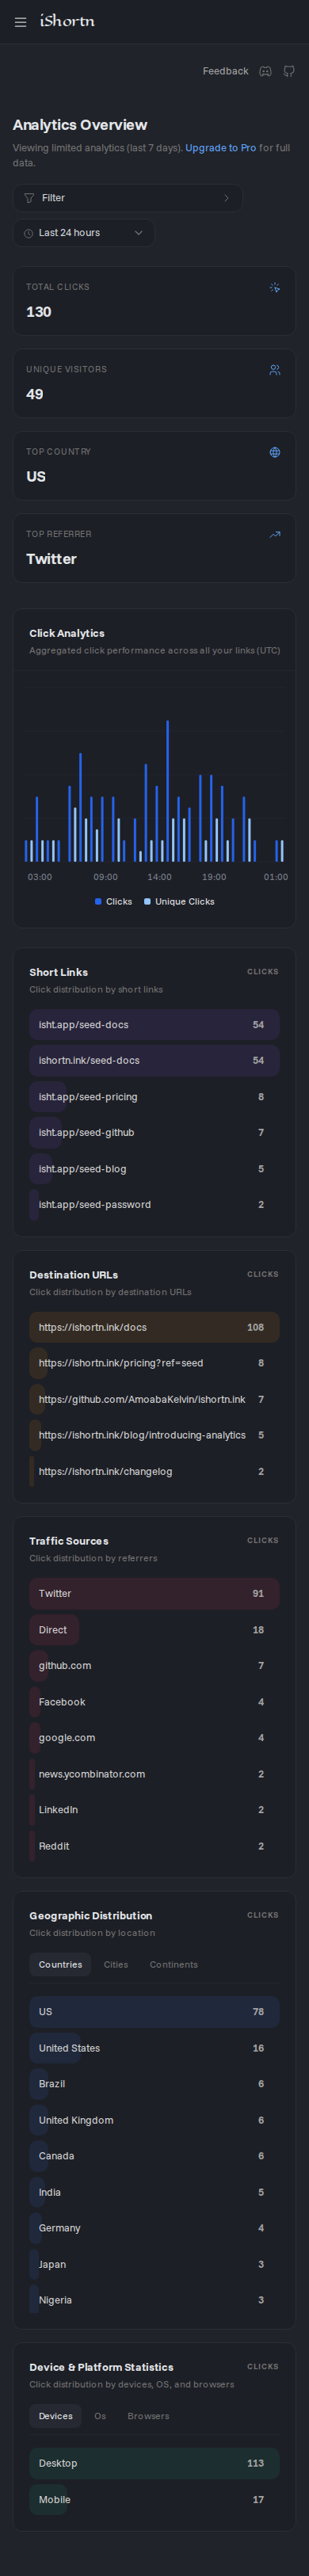 iShortn
Feedback
Analytics Overview
Viewing limited analytics (last 7 days). Upgrade to Pro for full
data.
Filter
Last 24 hours
TOTAL CLICKS
130
UNIQUE VISITORS
49
TOP COUNTRY
US
TOP REFERRER
Twitter
Click Analytics
Aggregated click performance across all your links (UTC)
03:00 09:00 14:00 19:00 01:00
Clicks Unique Clicks
Short Links CLICKS
Click distribution by short links
isht.app/seed-docs 54
ishortn.ink/seed-docs 54
isht.app/seed-pricing 8
isht.app/seed-github 7
isht.app/seed-blog 5
isht.app/seed-password 2
Destination URLs CLICKS
Click distribution by destination URLs
https://ishortn.ink/docs 108
https://ishortn.ink/pricing?ref=seed 8
https://github.com/AmoabaKelvin/ishortn.ink 7
https://ishortn.ink/blog/introducing-analytics 5
https://ishortn.ink/changelog 2
Traffic Sources CLICKS
Click distribution by referrers
Twitter 91
Direct 18
github.com 7
Facebook 4
google.com 4
news.ycombinator.com 2
LinkedIn 2
Reddit 2
Geographic Distribution CLICKS
Click distribution by location
Countries Cities Continents
US 78
United States 16
Brazil 6
United Kingdom 6
Canada 6
India 5
Germany 4
Japan 3
Nigeria 3
Device & Platform Statistics CLICKS
Click distribution by devices, OS, and browsers
Devices Os Browsers
Desktop 113
Mobile 17